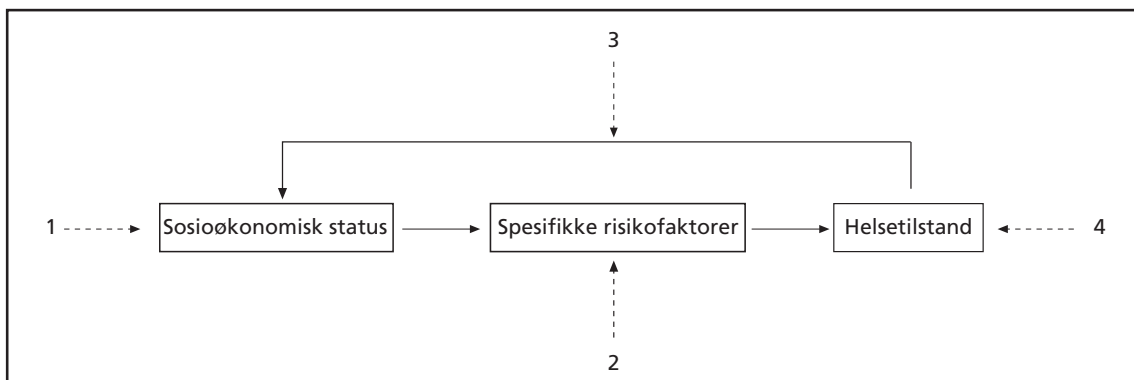 3
1
Sosioøkonomisk status
Spesifikke risikofaktorer
Helsetilstand
4
2